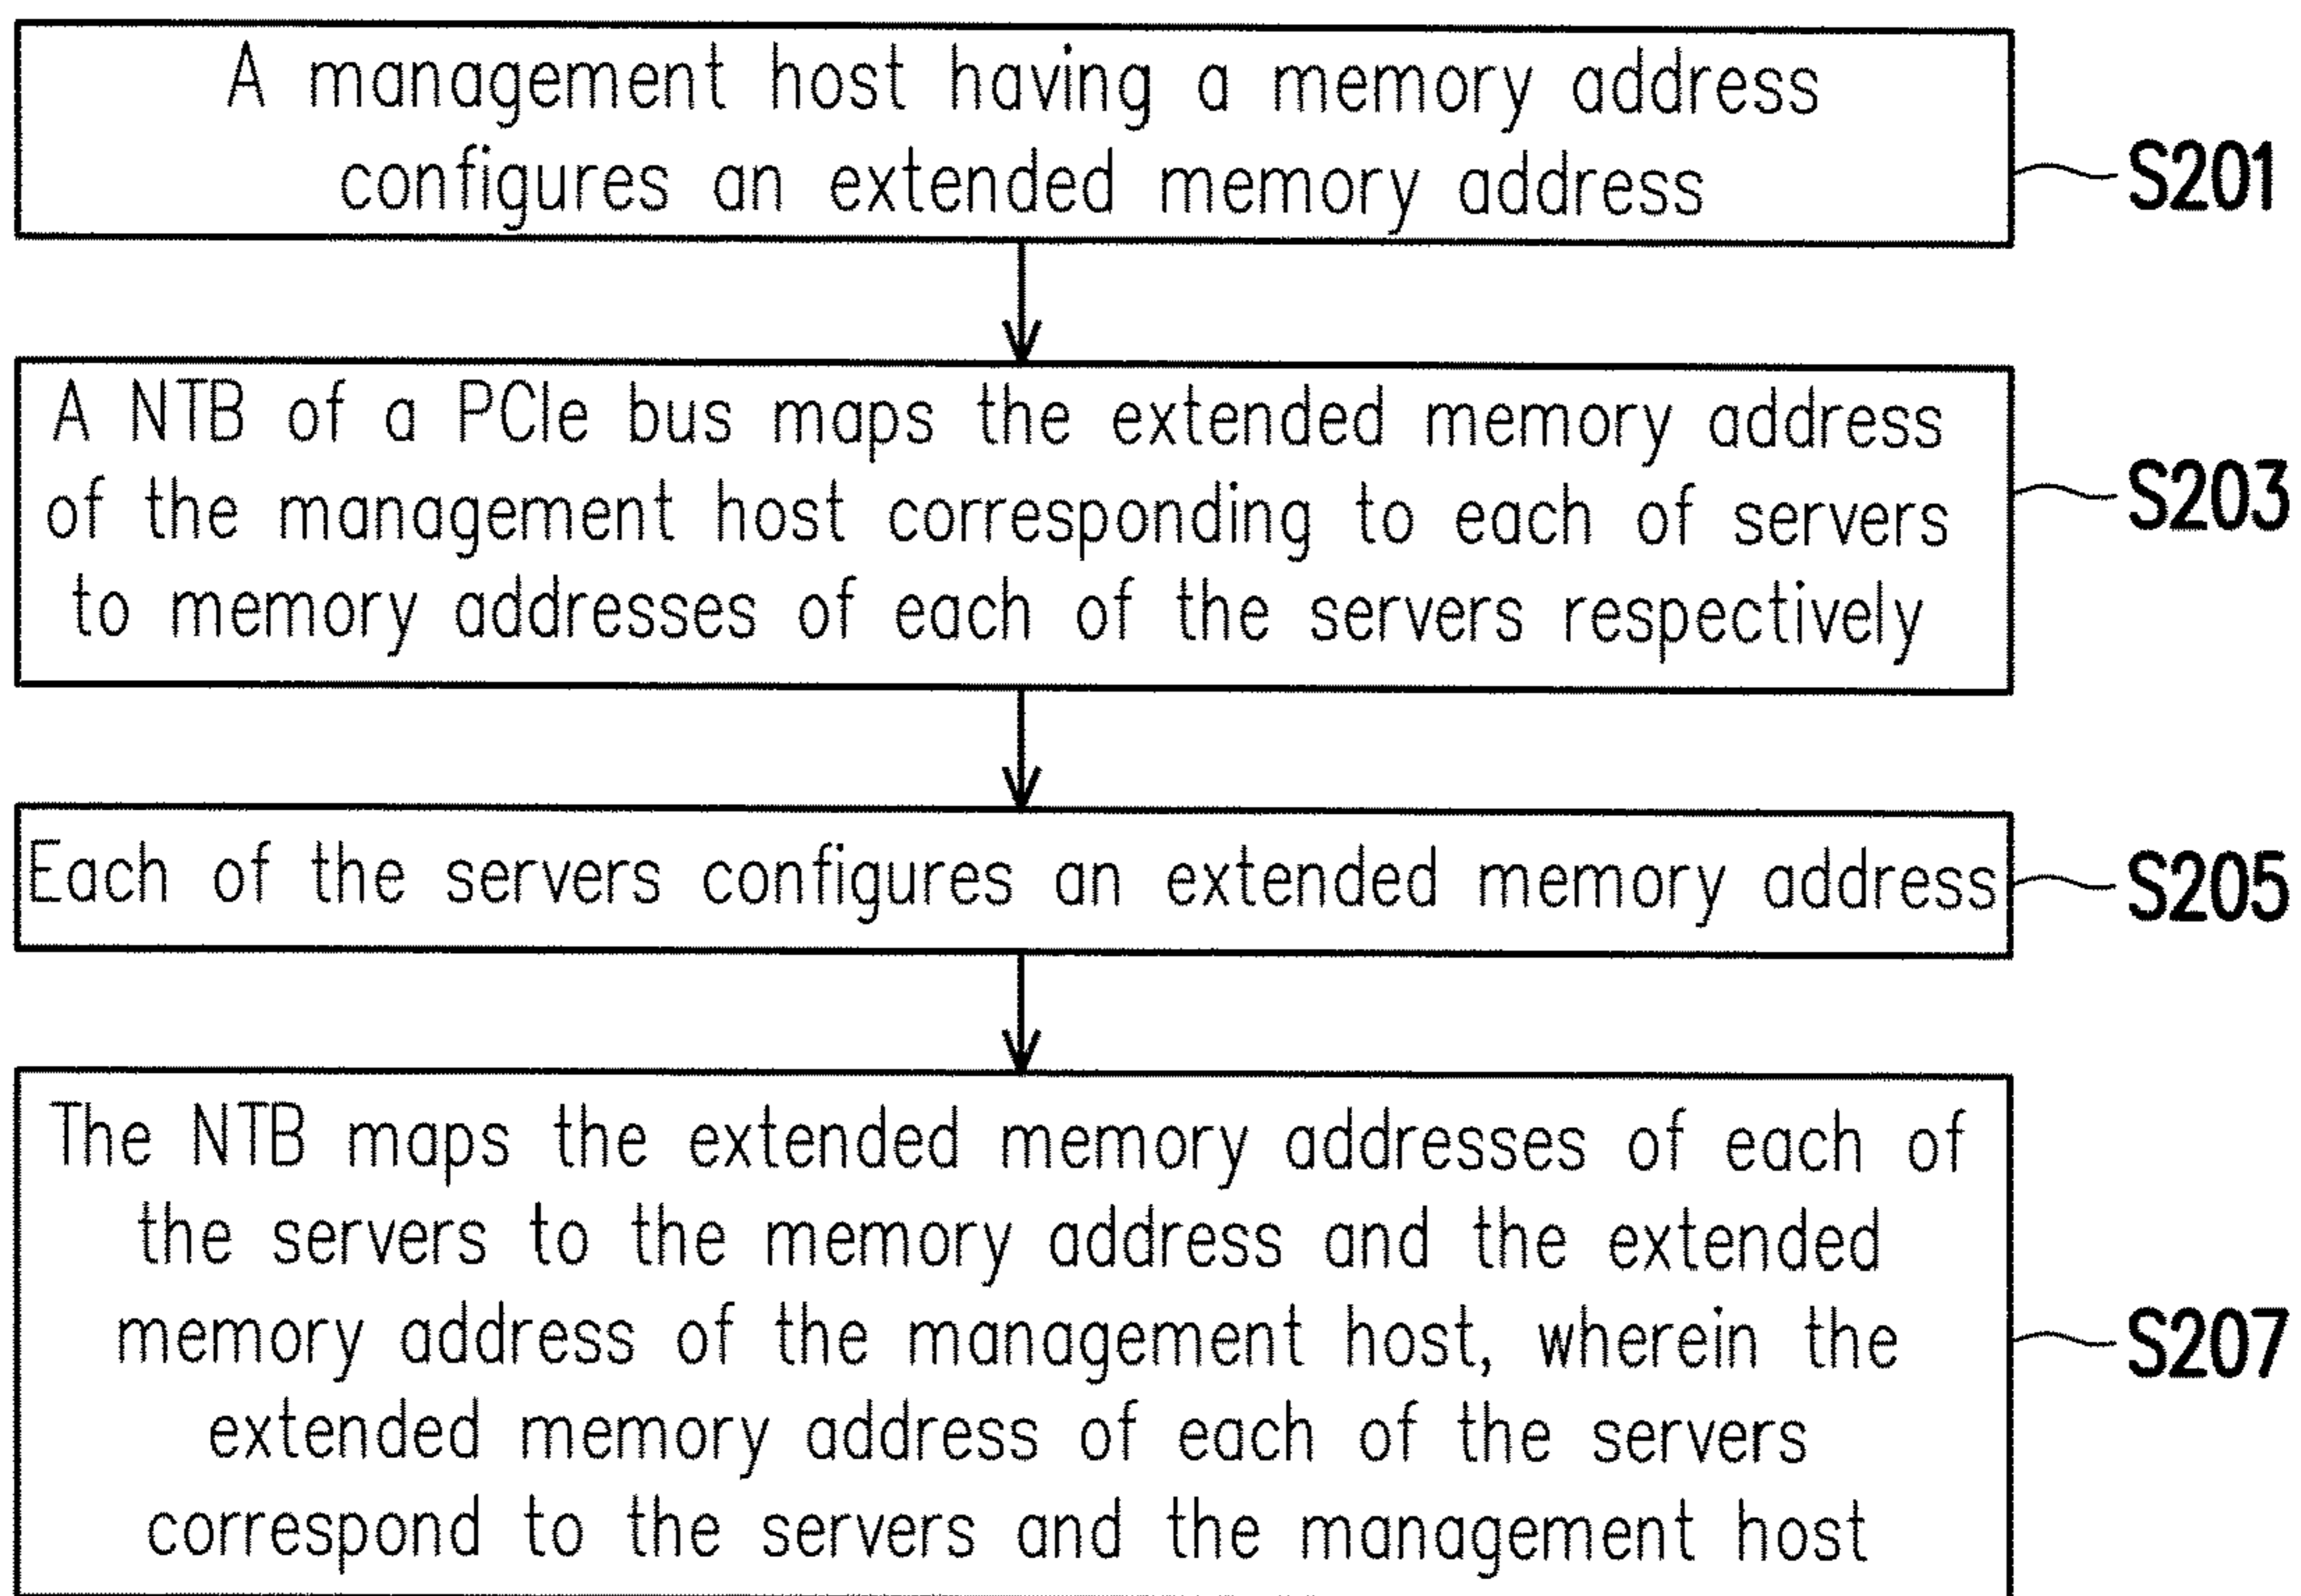 A management host having a memory address
configures an extended memory address
S201
A NTB of a PCIe bus maps the extended memory address
of the management host corresponding to each of servers
to memory addresses of each of the servers respectively
S203
Each of the servers configures an extended memory address
S205
The NTB maps the extended memory addresses of each of
the servers to the memory address and the extended
memory address of the management host, wherein the
extended memory address of each of the servers
correspond to the servers and the management host
S207